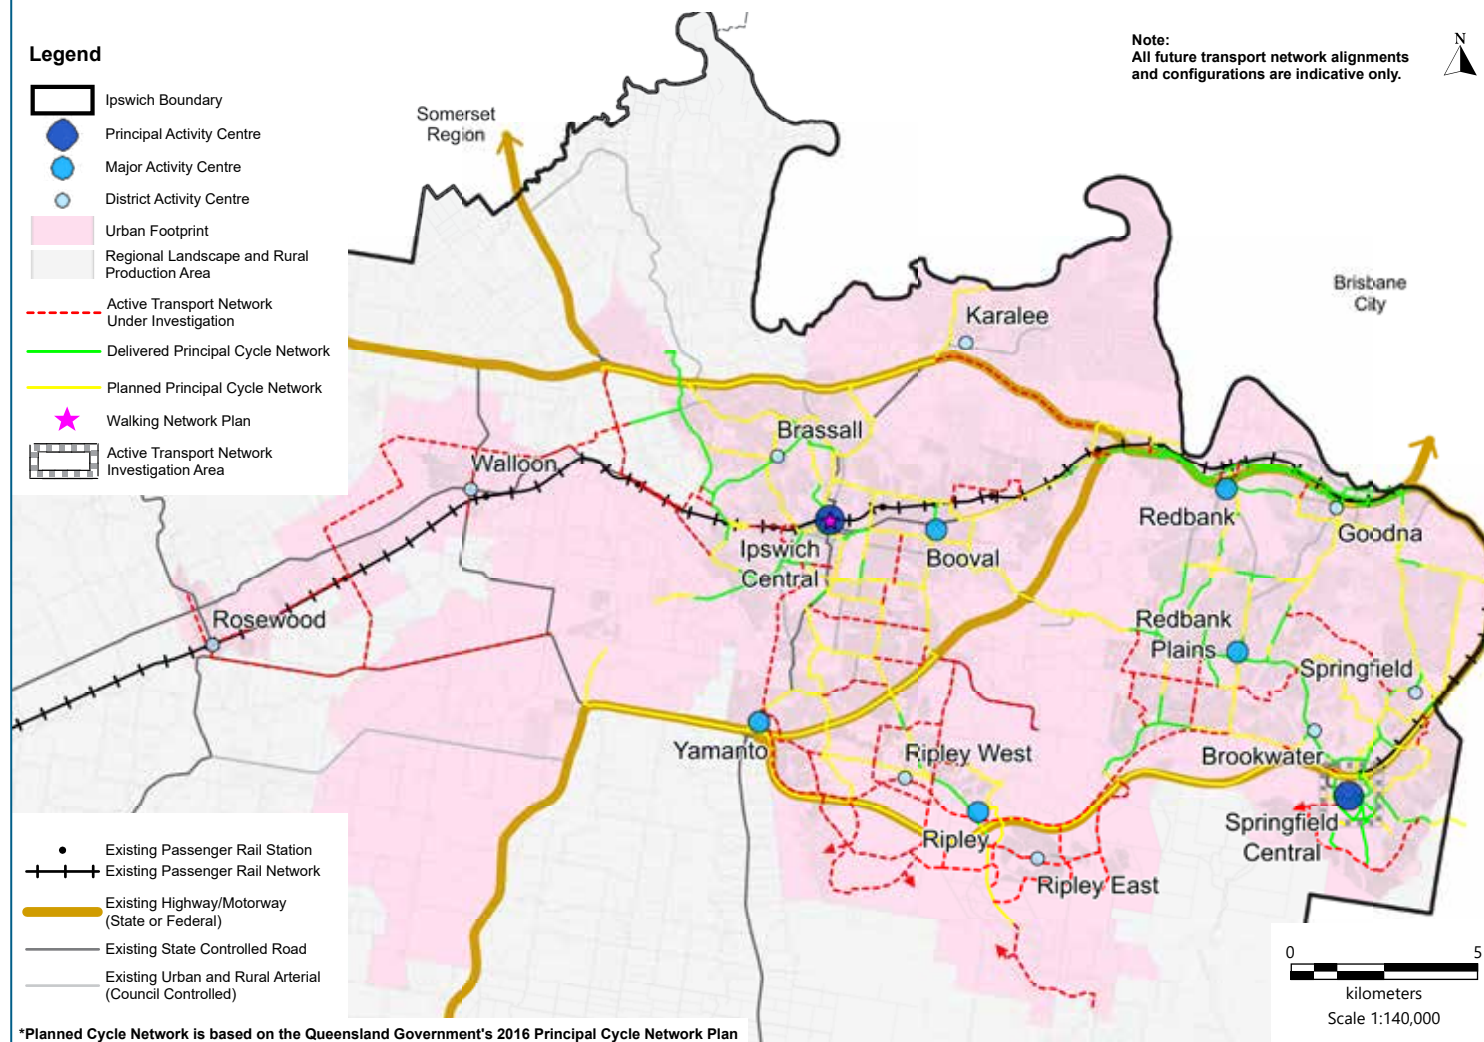 Legend
Ipswich Boundary
Principal Activity Centre
Major Activity Centre
District Activity Centre
Urban Footprint
Regional Landscape and Rural
Production Area
Active Transport Network
Under Investigation
Delivered Principal Cycle Network
Planned Principal Cycle Network
Walking Network Plan
Active Transport Network
Investigation Area
Note:
All future transport network alignments
and configurations are indicative only.
N
Somerset
Region
Brisbane
City
Karalee
Brassall
Walloon
Redbank
Goodna
Ipswich
Central
Booval
Rosewood
Redbank
Plains
Springfield
Yamanto
Ripley West
Brookwater
Ripley
Springfield
Central
Ripley East
Existing Passenger Rail Station
Existing Passenger Rail Network
Existing Highway/Motorway
(State or Federal)
Existing State Controlled Road
Existing Urban and Rural Arterial
(Council Controlled)
0 5
kilometers
Scale 1:140,000
*Planned Cycle Network is based on the Queensland Government's 2016 Principal Cycle Network Plan